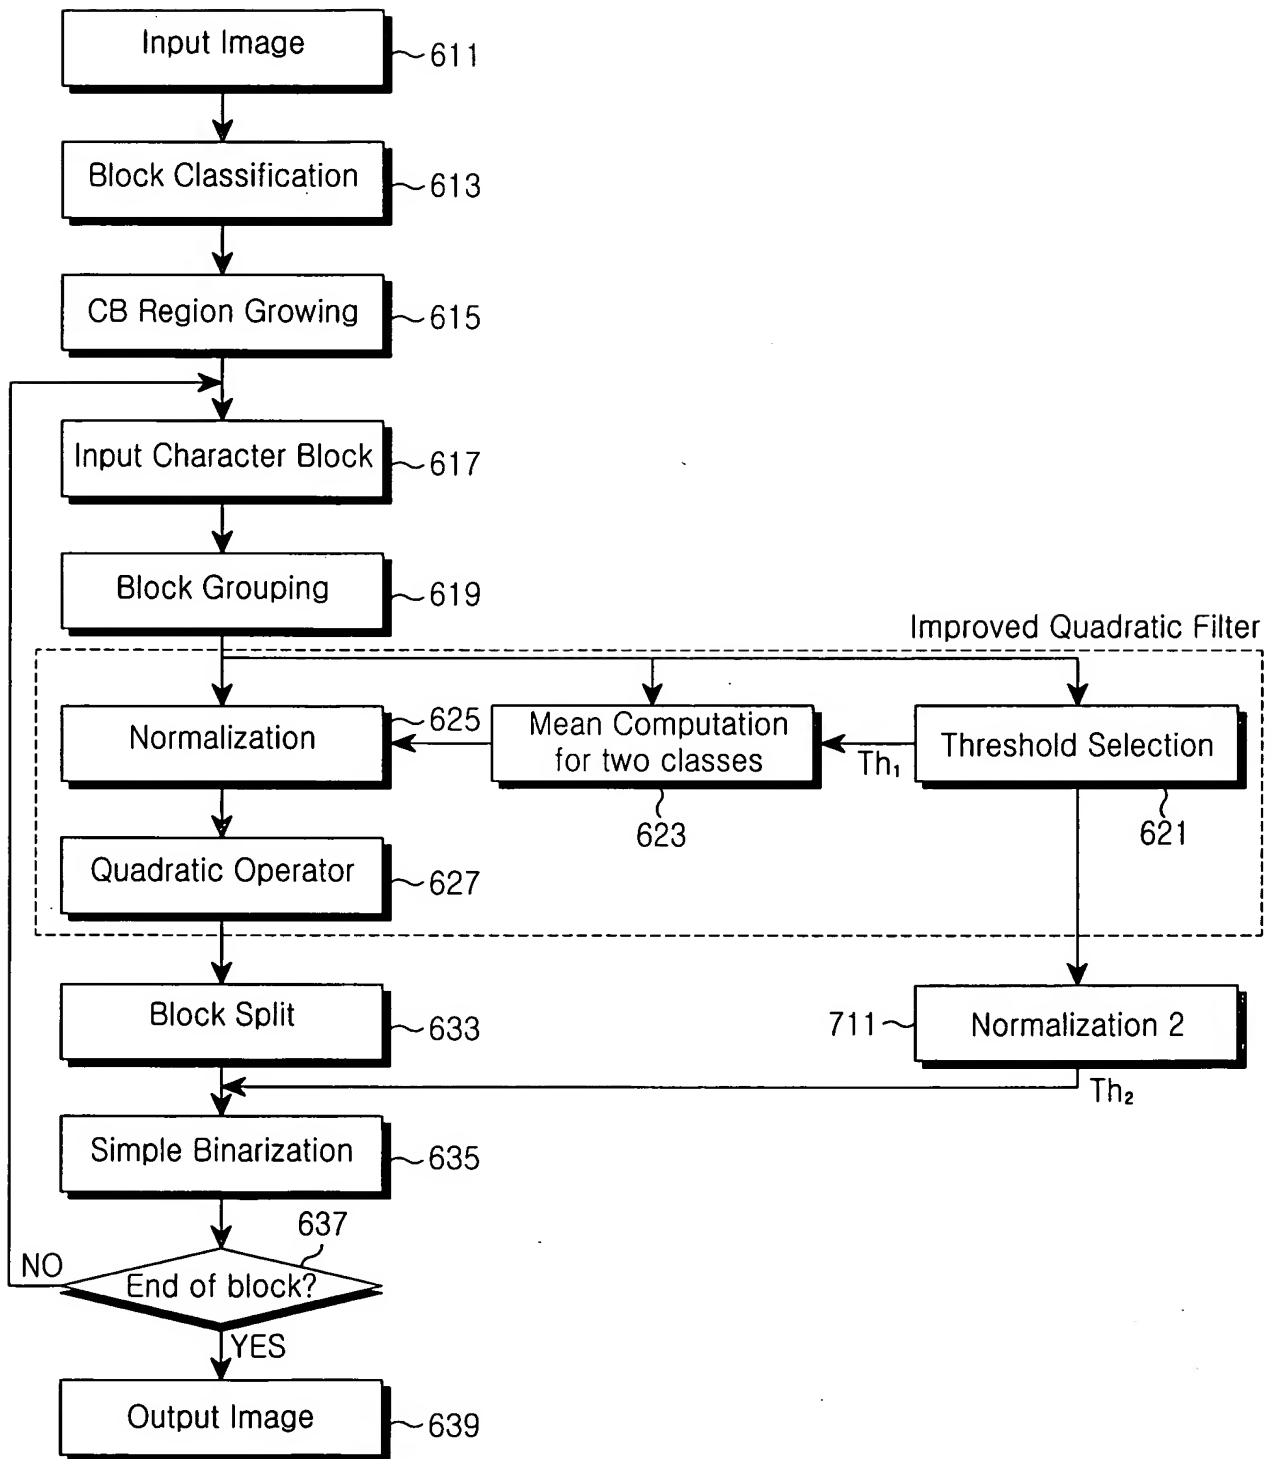 Input Image
611
Block Classification
613
CB Region Growing
615
Input Character Block
617
Block Grouping
619
Improved Quadratic Filter
Normalization
625
Mean Computation
for two classes
623
Th₁
Threshold Selection
621
Quadratic Operator
627
Block Split
633
711
Normalization 2
Th₂
Simple Binarization
635
637
NO
End of block?
YES
Output Image
639